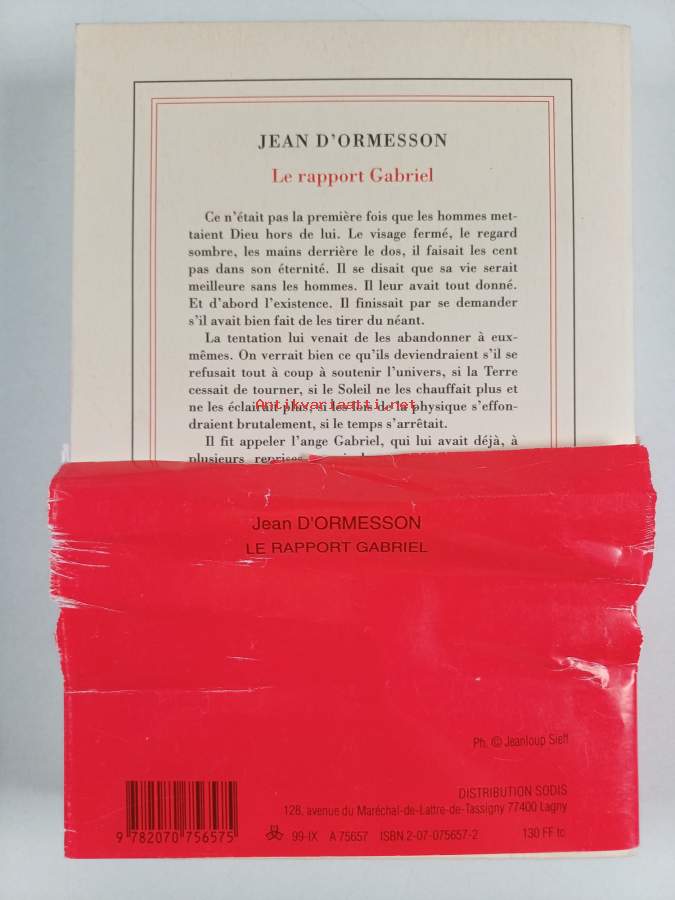 JEAN D'ORMESSON
Le rapport Gabriel
Ce n'était pas la première fois que les hommes met-
taient Dieu hors de lui. Le visage fermé, le regard
sombre, les mains derrière le dos, il faisait les cent
pas dans son éternité. Il se disait que sa vie serait
meilleure sans les hommes. Il leur avait tout donné.
Et d'abord l'existence. Il finissait par se demander
s'il avait bien fait de les tirer du néant.
La tentation lui venait de les abandonner à eux-
mêmes. On verrait bien ce qu'ils deviendraient s'il se
refusait tout à coup à soutenir l'univers, si la Terre
cessait de tourner, si le Soleil ne les chauffait plus et
Antikvariaatti.net
ne les éclairait plus, si les lois de la physique s'effon-
draient brutalement, si le temps s'arrêtait.
Il fit appeler l'ange Gabriel, qui lui avait déjà, à
plusieurs reprises
Jean D'ORMESSON
LE RAPPORT GABRIEL
Ph. © Jeanloup Sieff
DISTRIBUTION SODIS
128, avenue du Maréchal-de-Lattre-de-Tassigny 77400 Lagny
9 782070 756575
99-IX A 75657 ISBN 2-07-075657-2 130 FF tc